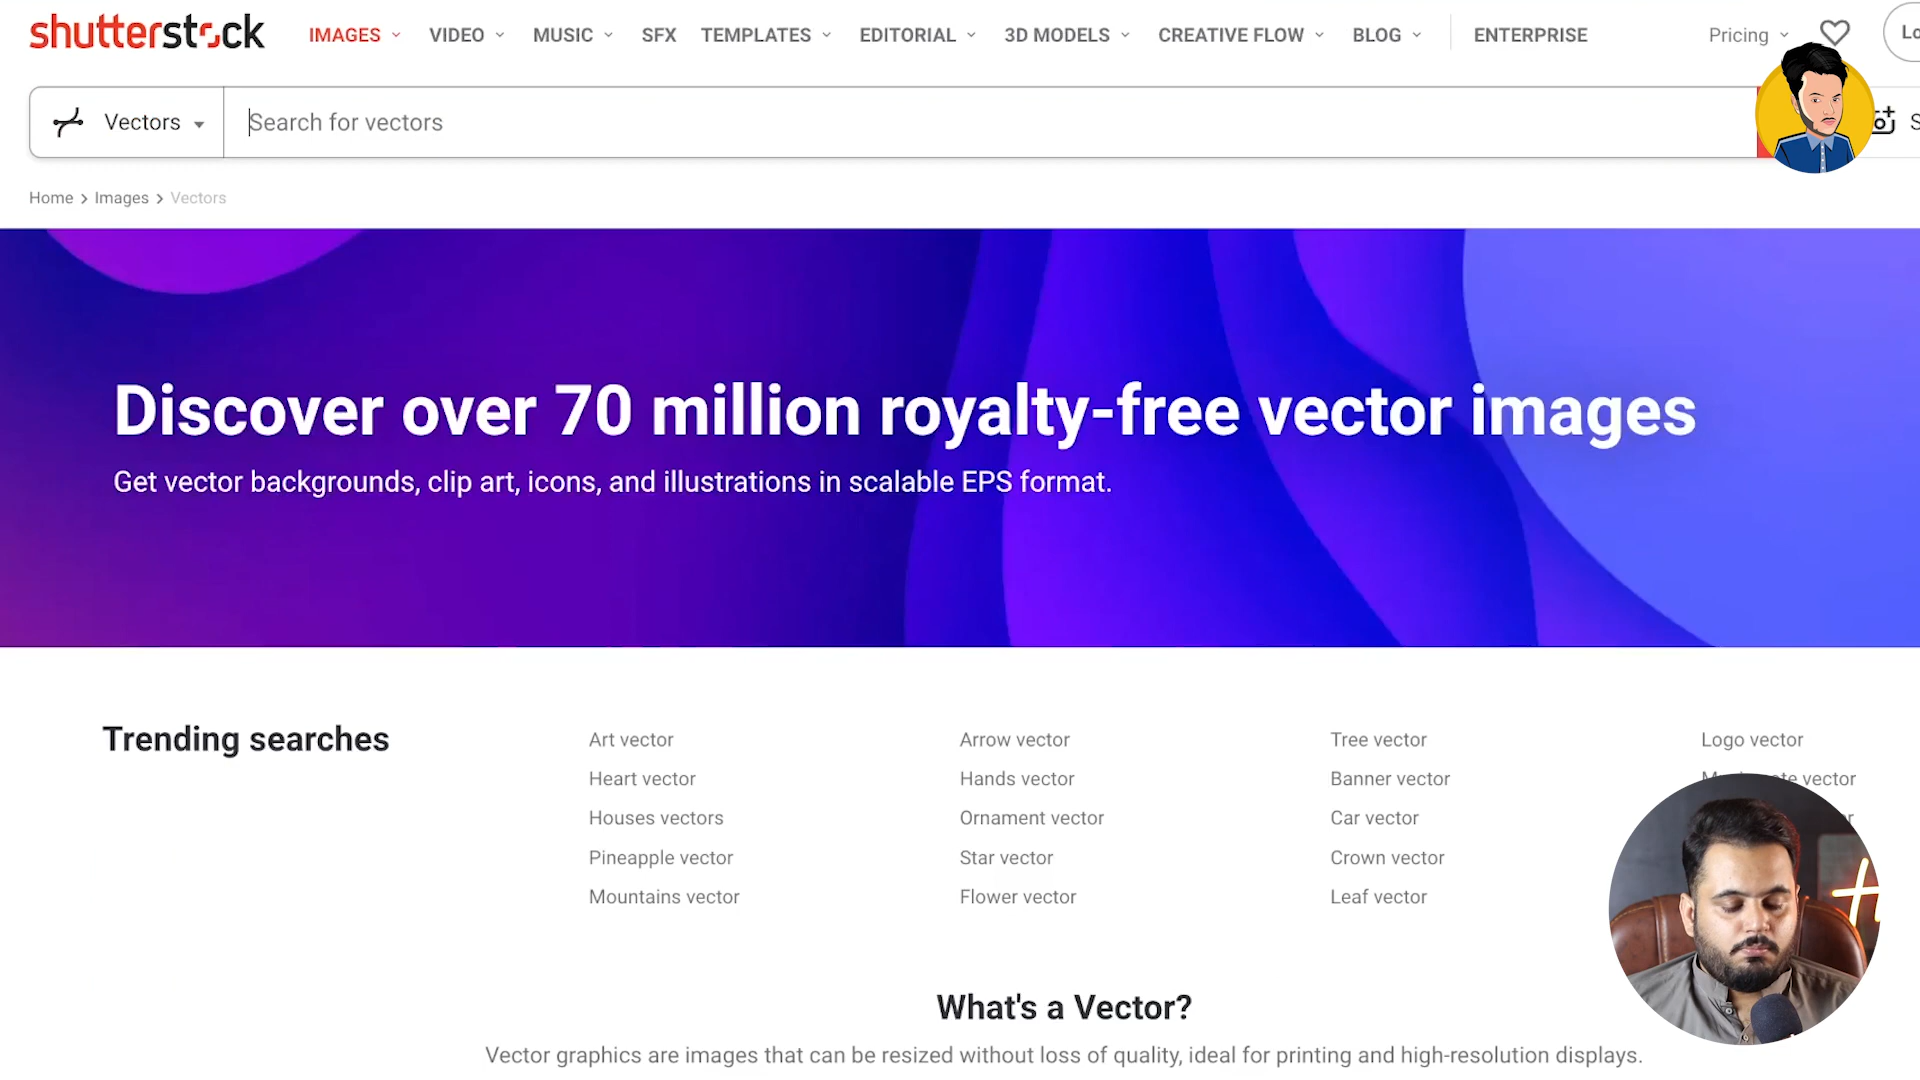 shutterstock IMAGES VIDEO MUSIC SFX TEMPLATES EDITORIAL 3D MODELS CREATIVE FLOW BLOG ENTERPRISE Pricing
Vectors Search for vectors
Home > Images > Vectors
Discover over 70 million royalty-free vector images
Get vector backgrounds, clip art, icons, and illustrations in scalable EPS format.
Trending searches
Art vector Arrow vector Tree vector Logo vector
Heart vector Hands vector Banner vector vector
Houses vectors Ornament vector Car vector
Pineapple vector Star vector Crown vector
Mountains vector Flower vector Leaf vector
What's a Vector?
Vector graphics are images that can be resized without loss of quality, ideal for printing and high-resolution displays.